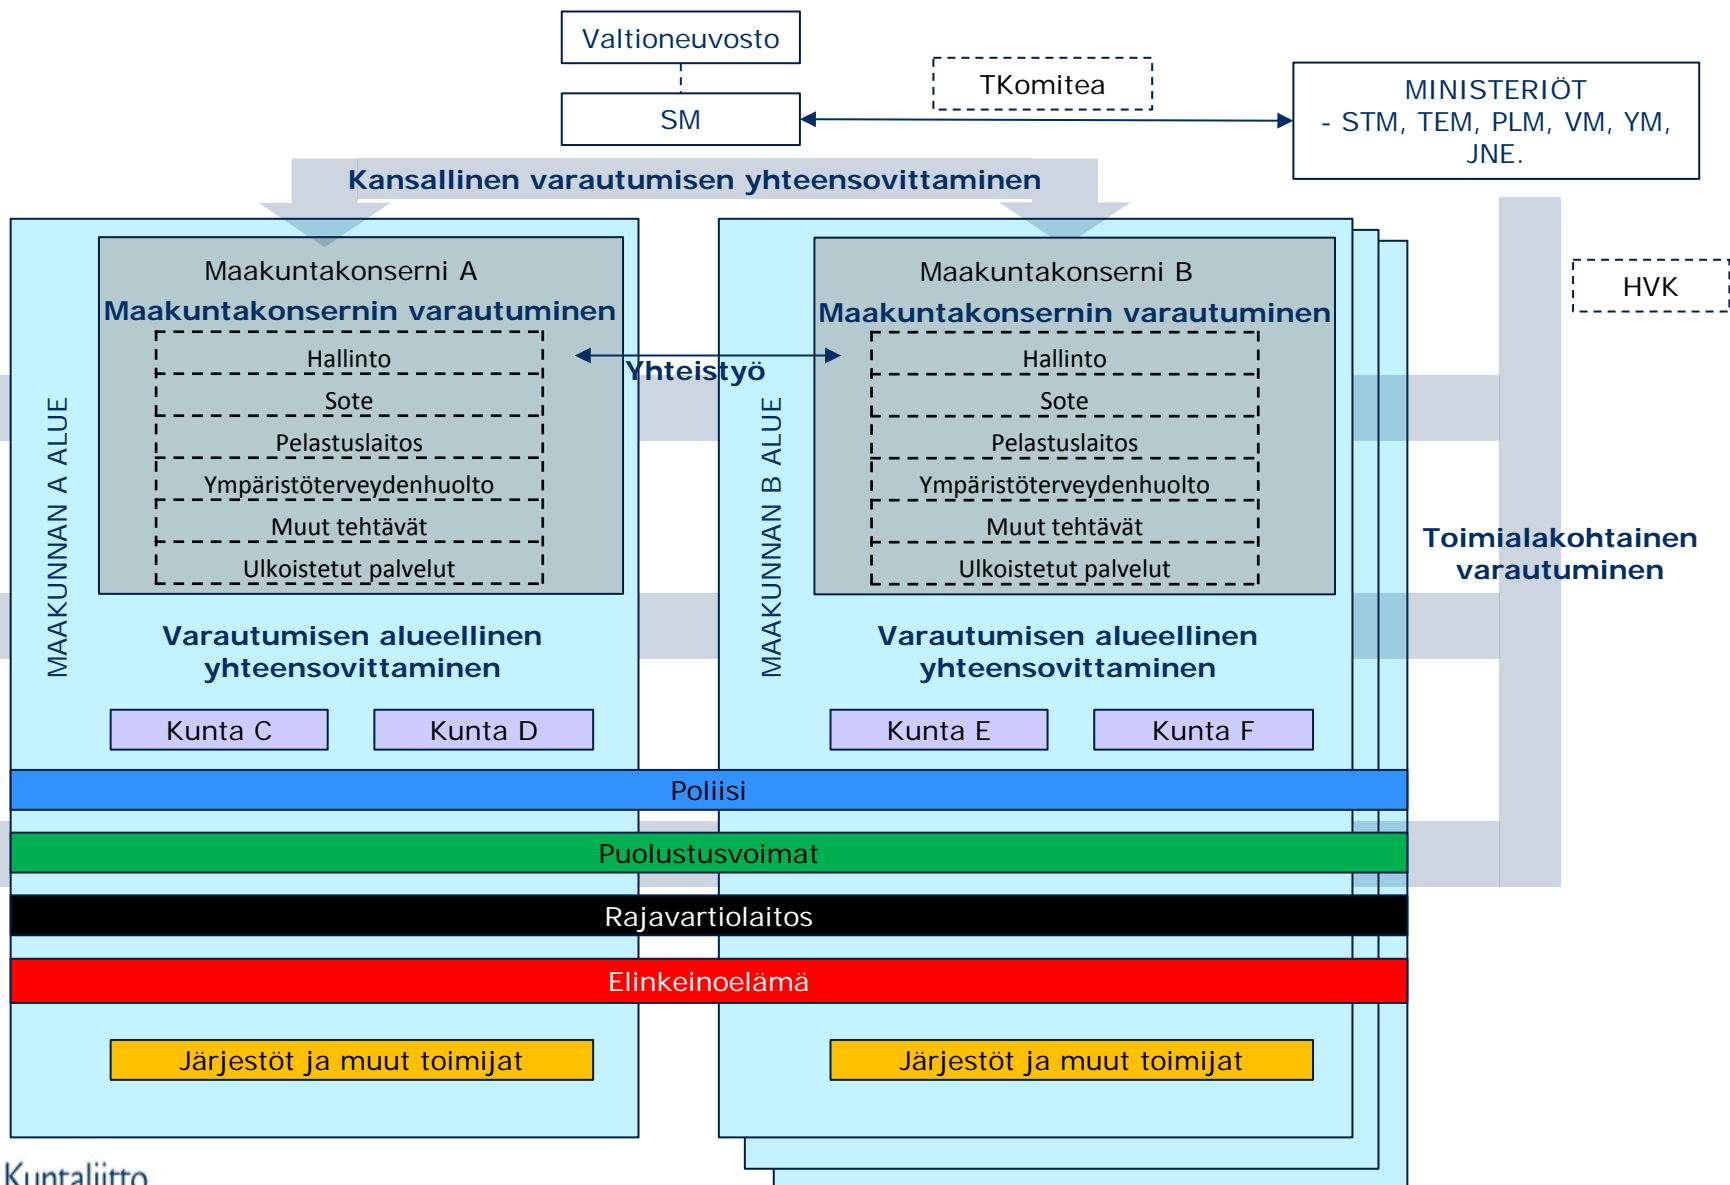 Valtioneuvosto
SM
TKomitea
MINISTERIÖT
- STM, TEM, PLM, VM, YM,
JNE.
Kansallinen varautumisen yhteensovittaminen
HVK
MAAKUNNAN A ALUE
Maakuntakonserni A
Maakuntakonsernin varautuminen
Hallinto
Sote
Pelastuslaitos
Ympäristöterveydenhuolto
Muut tehtävät
Ulkoistetut palvelut
Yhteistyö
MAAKUNNAN B ALUE
Maakuntakonserni B
Maakuntakonsernin varautuminen
Hallinto
Sote
Pelastuslaitos
Ympäristöterveydenhuolto
Muut tehtävät
Ulkoistetut palvelut
Toimialakohtainen
varautuminen
Varautumisen alueellinen
yhteensovittaminen
Varautumisen alueellinen
yhteensovittaminen
Kunta C
Kunta D
Kunta E
Kunta F
Poliisi
Puolustusvoimat
Rajavartiolaitos
Elinkeinoelämä
Järjestöt ja muut toimijat
Järjestöt ja muut toimijat
Kuntaliitto